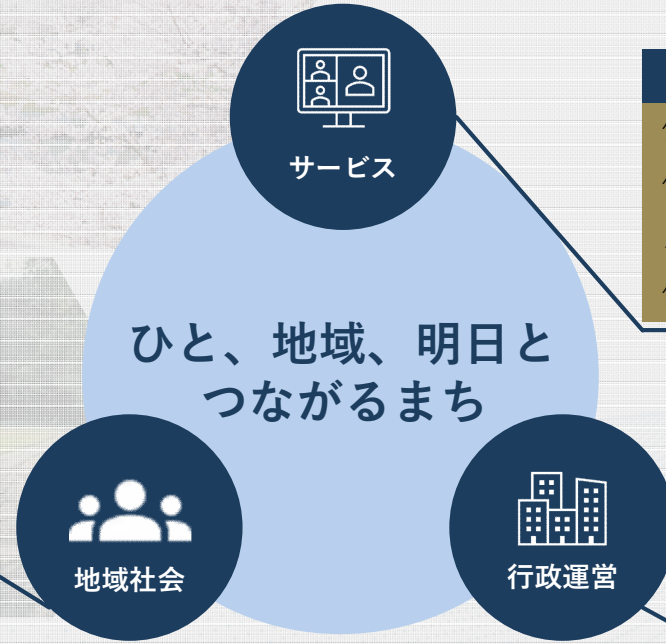 サービス
ひと、地域、明日と
つながるまち
地域社会
行政運営